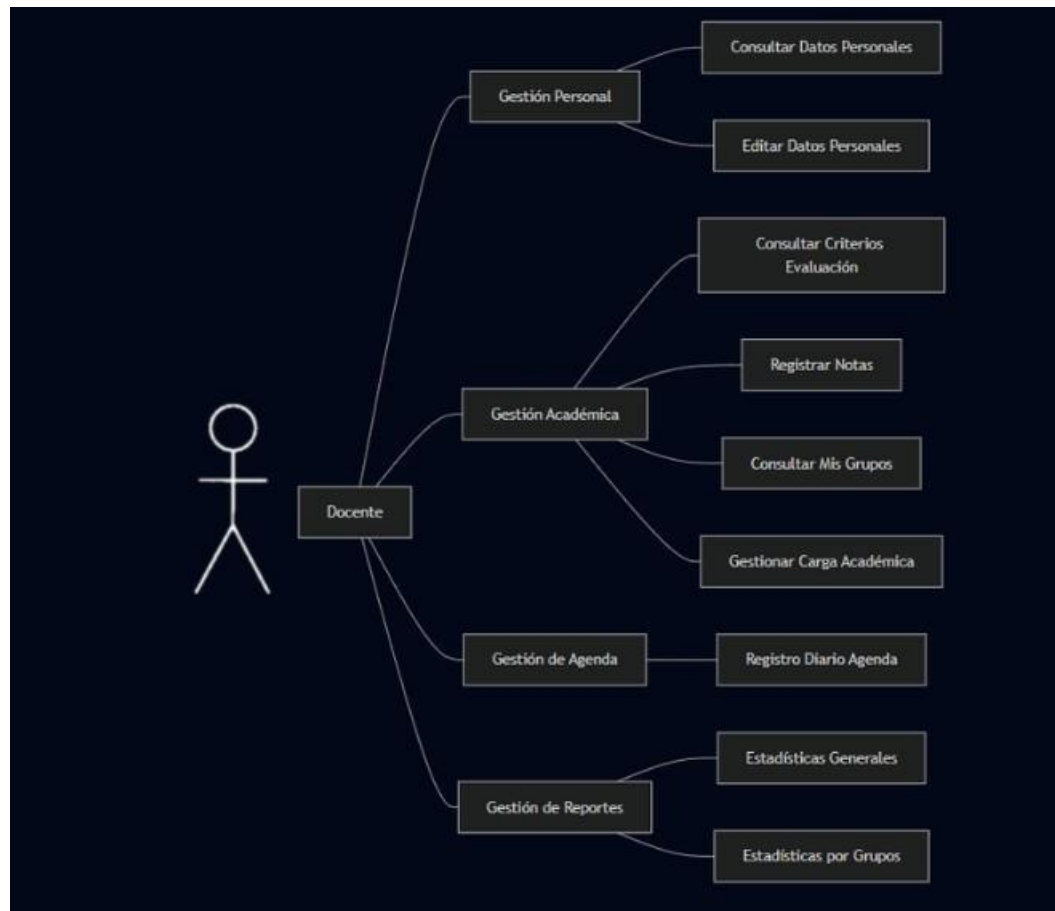 Consultar Datos Personales
Gestión Personal
Editar Datos Personales
Consultar Criterios
Evaluación
Registrar Notas
Gestión Académica
Consultar Mis Grupos
Docente
Gestionar Carga Académica
Gestión de Agenda
Registro Diario Agenda
Estadísticas Generales
Gestión de Reportes
Estadísticas por Grupos